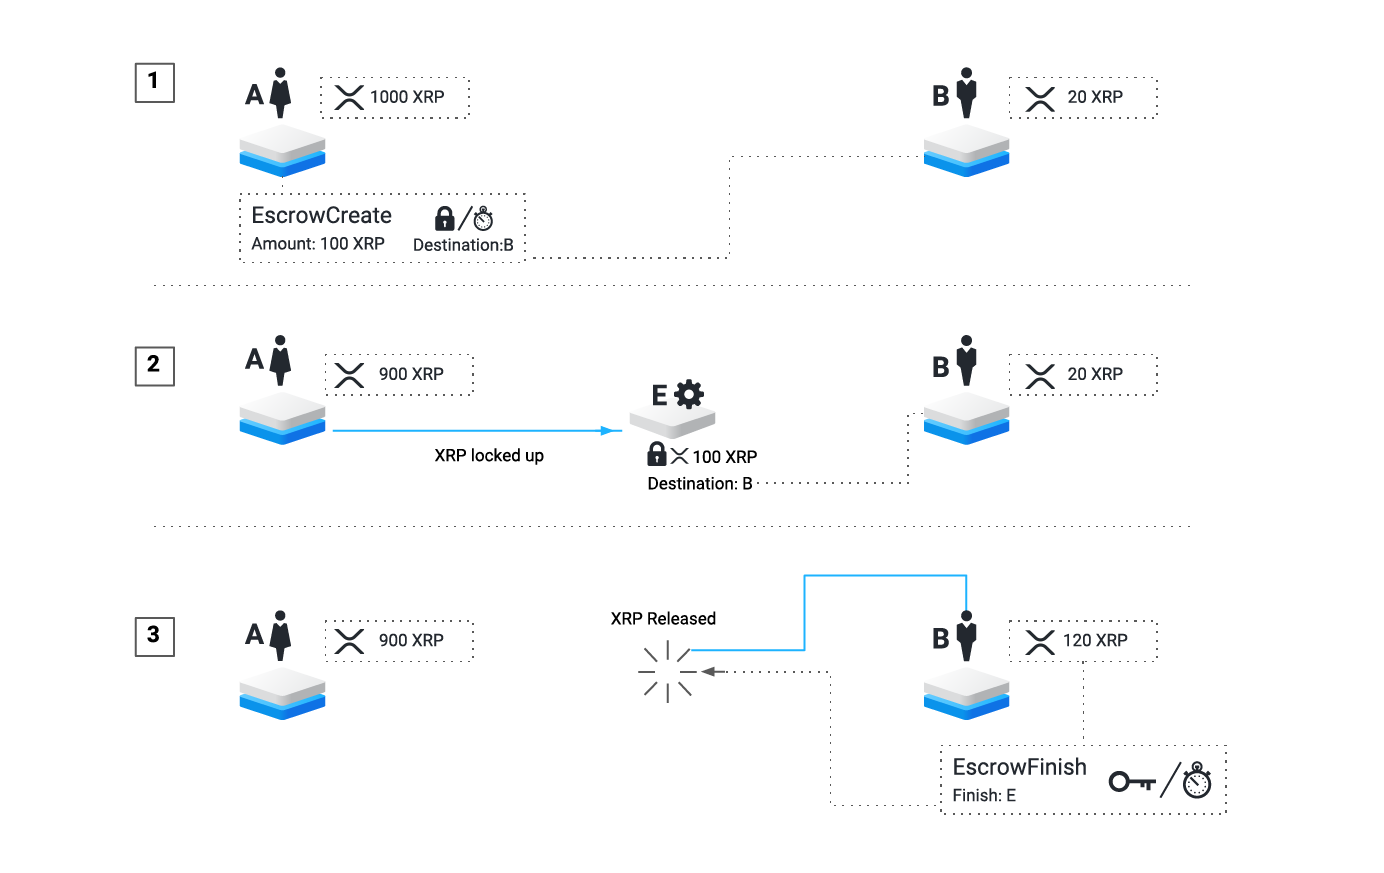 1
A
1000 XRP
B
20 XRP
EscrowCreate
Amount: 100 XRP
Destination:B
2
A
900 XRP
E
B
20 XRP
XRP locked up
100 XRP
Destination: B
3
A
900 XRP
XRP Released
B
120 XRP
EscrowFinish
Finish: E